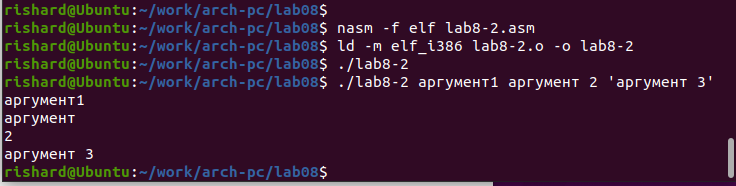 rishard@Ubuntu:~/work/arch-pc/lab08$
rishard@Ubuntu:~/work/arch-pc/lab08$ nasm -f elf lab8-2.asm
rishard@Ubuntu:~/work/arch-pc/lab08$ ld -m elf_i386 lab8-2.o -o lab8-2
rishard@Ubuntu:~/work/arch-pc/lab08$ ./lab8-2
rishard@Ubuntu:~/work/arch-pc/lab08$ ./lab8-2 аргумент1 аргумент 2 'аргумент 3'
аргумент1
аргумент
2
аргумент 3
rishard@Ubuntu:~/work/arch-pc/lab08$